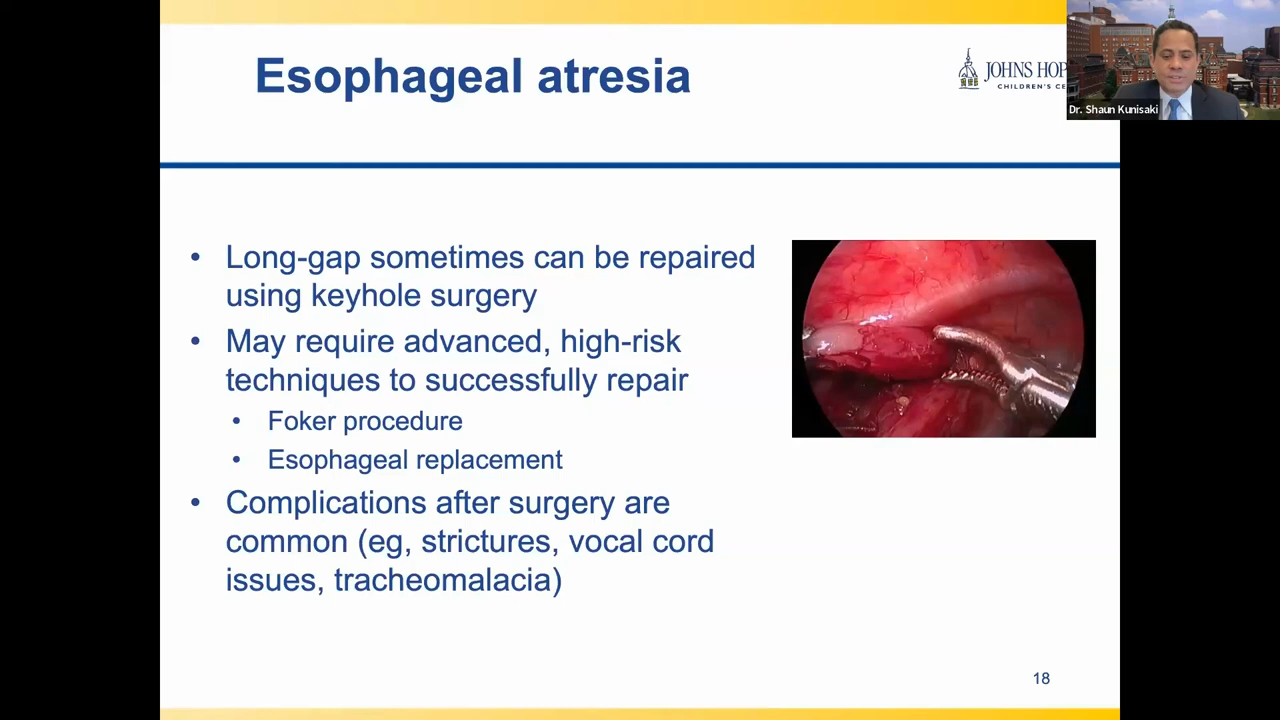 Esophageal atresia
JOHNS HOP
CHILDREN'S CE
Dr. Shaun Kunisaki
• Long-gap sometimes can be repaired
using keyhole surgery
• May require advanced, high-risk
techniques to successfully repair
• Foker procedure
• Esophageal replacement
• Complications after surgery are
common (eg, strictures, vocal cord
issues, tracheomalacia)
18